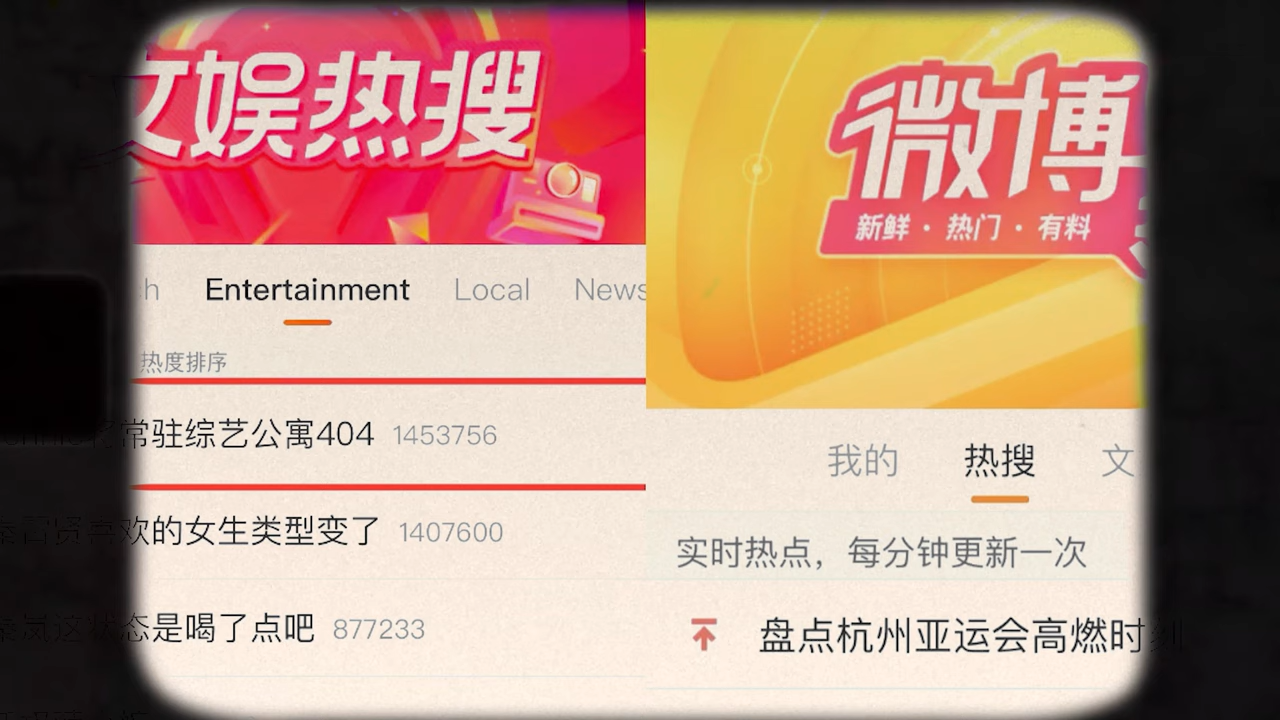 文娱热搜
h Entertainment Local News
热度排序
常驻综艺公寓404 1453756
喜欢的女生类型变了 1407600
状态是喝了点吧 877233
微博
新鲜·热门·有料
我的 热搜 文
实时热点，每分钟更新一次
盘点杭州亚运会高燃时刻